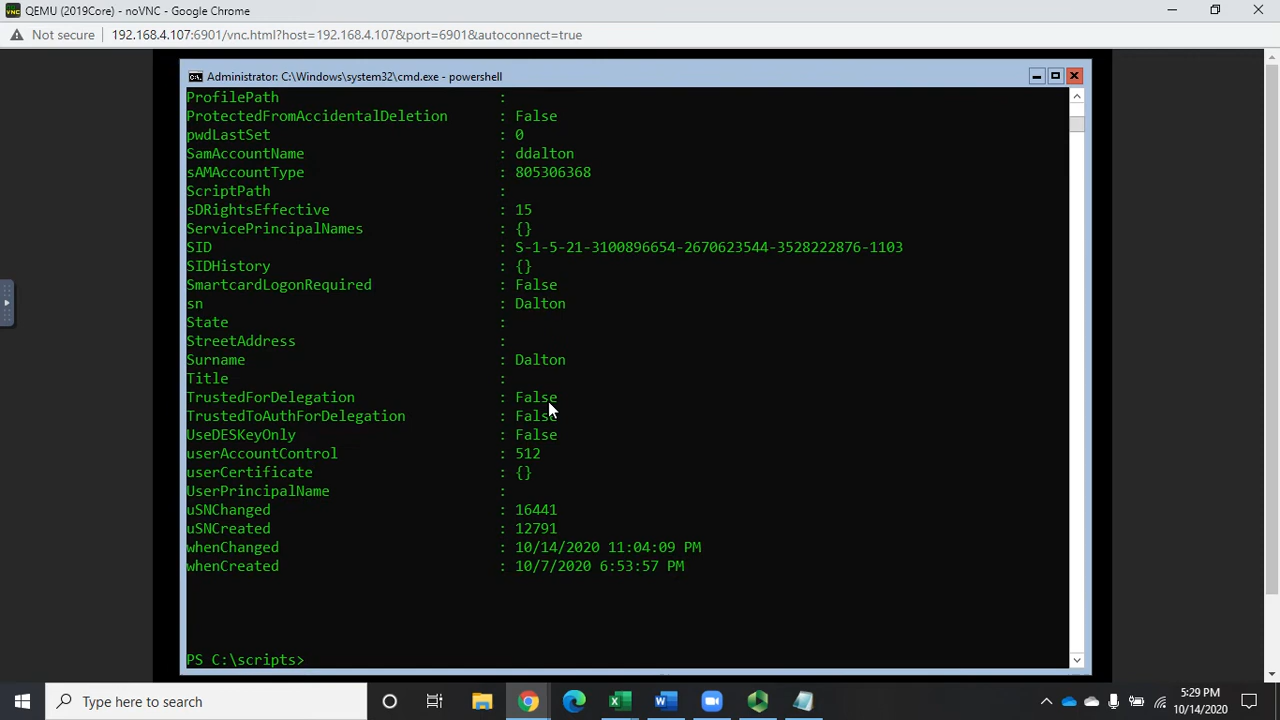 QEMU (2019Core) - noVNC - Google Chrome
Not secure 192.168.4.107:6901/vnc.html?host=192.168.4.107&port=6901&autoconnect=true
Administrator: C:\Windows\system32\cmd.exe - powershell
ProfilePath :
ProtectedFromAccidentalDeletion : False
pwdLastSet : 0
SamAccountName : ddalton
sAMAccountType : 805306368
ScriptPath :
sDRightsEffective : 15
ServicePrincipalNames : {}
SID : S-1-5-21-3100896654-2670623544-3528222876-1103
SIDHistory : {}
SmartcardLogonRequired : False
sn : Dalton
State :
StreetAddress :
Surname : Dalton
Title :
TrustedForDelegation : False
TrustedToAuthForDelegation : False
UseDESKeyOnly : False
userAccountControl : 512
userCertificate : {}
UserPrincipalName :
uSNChanged : 16441
uSNCreated : 12791
whenChanged : 10/14/2020 11:04:09 PM
whenCreated : 10/7/2020 6:53:57 PM
PS C:\scripts>
Type here to search
5:29 PM
10/14/2020